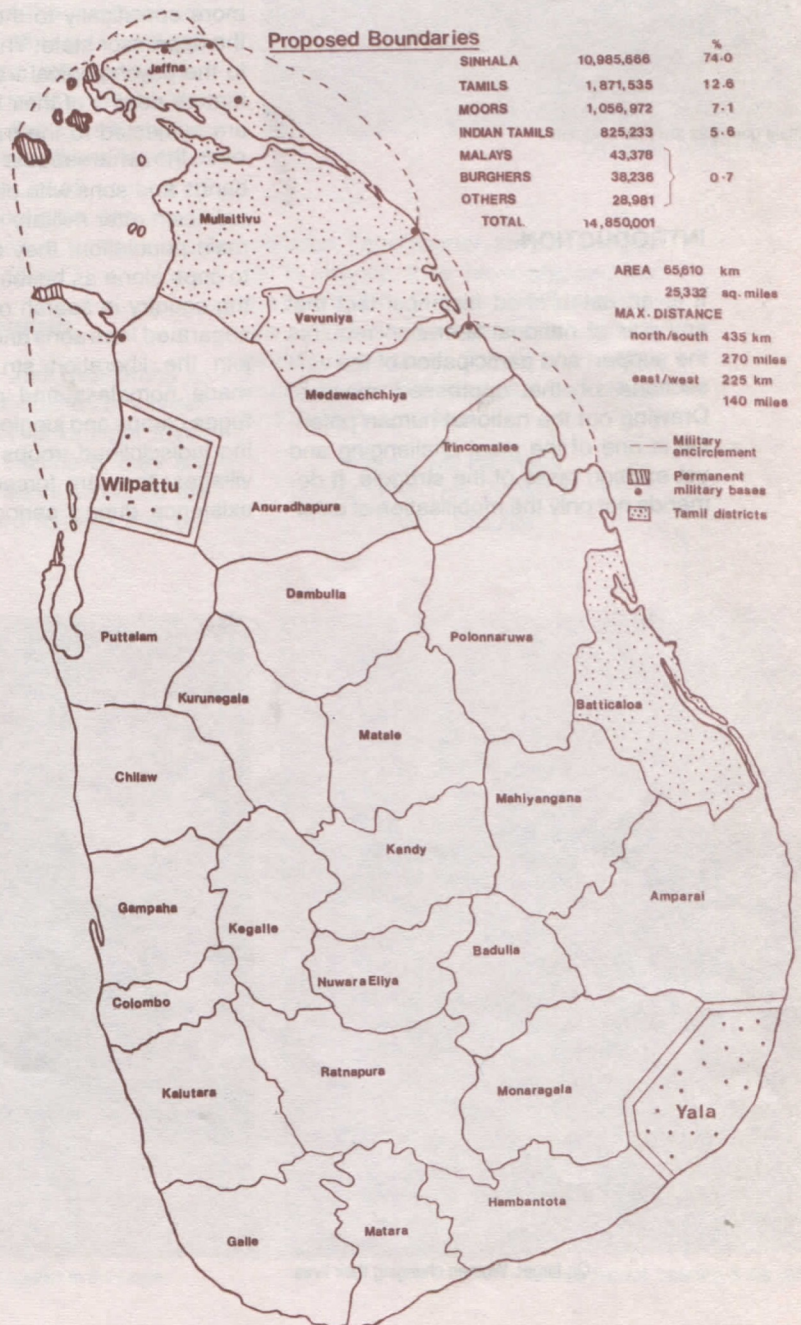 Proposed Boundaries
%
SINHALA 10,985,666 74·0
TAMILS 1,871,535 12·6
MOORS 1,056,972 7·1
INDIAN TAMILS 825,233 5·6
MALAYS 43,378
BURGHERS 38,236 0·7
OTHERS 28,981
TOTAL 14,850,001
AREA 65,610 km
25,332 sq. miles
MAX. DISTANCE
north/south 435 km
270 miles
east/west 225 km
140 miles
Military encirclement
Permanent military bases
Tamil districts
Jaffna
Mullaitivu
Vavuniya
Medawachchiya
Trincomalee
Wilpattu
Anuradhapura
Dambulla
Puttalam
Polonnaruwa
Kurunegala
Batticaloa
Matale
Chilaw
Mahiyangana
Kandy
Amparai
Gampaha
Kegalle
Badulla
Nuwara Eliya
Colombo
Ratnapura
Kalutara
Monaragala
Yala
Hambantota
Galle
Matara